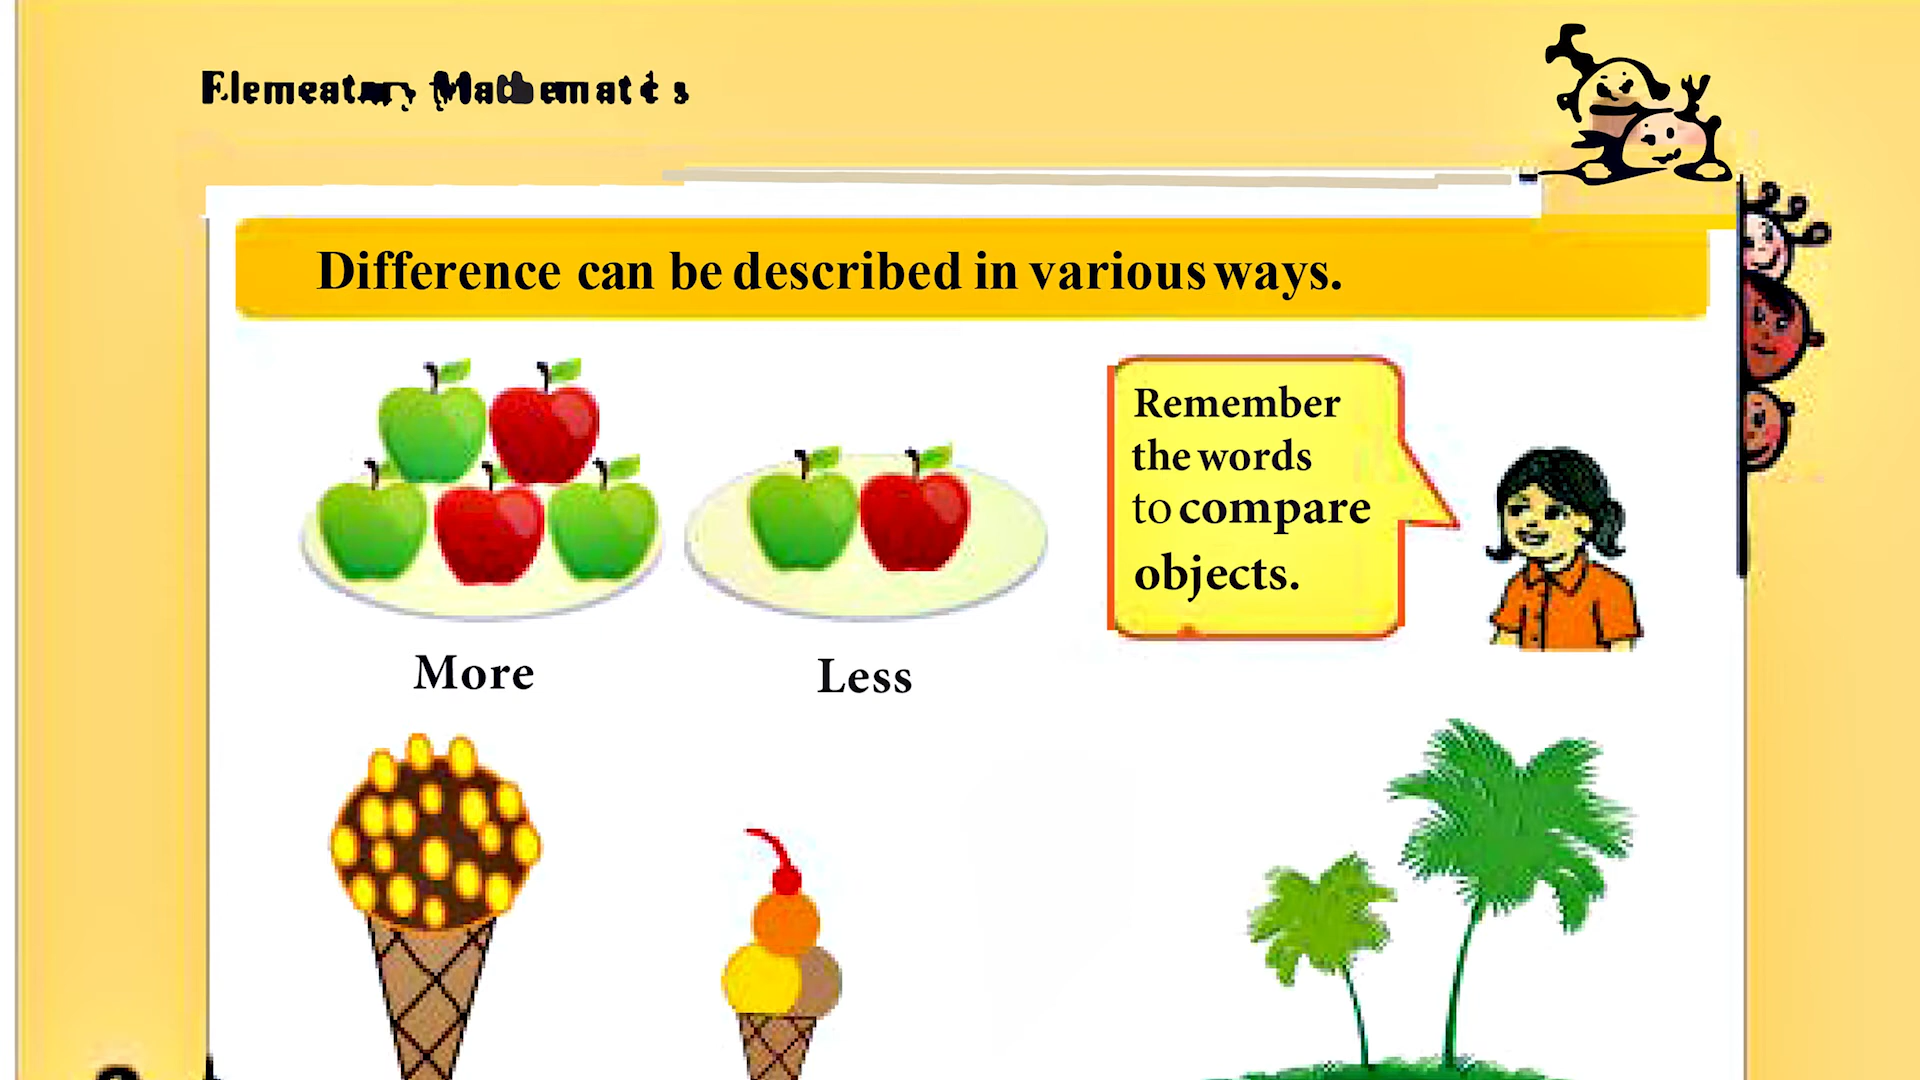 Difference can be described in various ways.
Remember
the words
to compare
objects.
More
Less